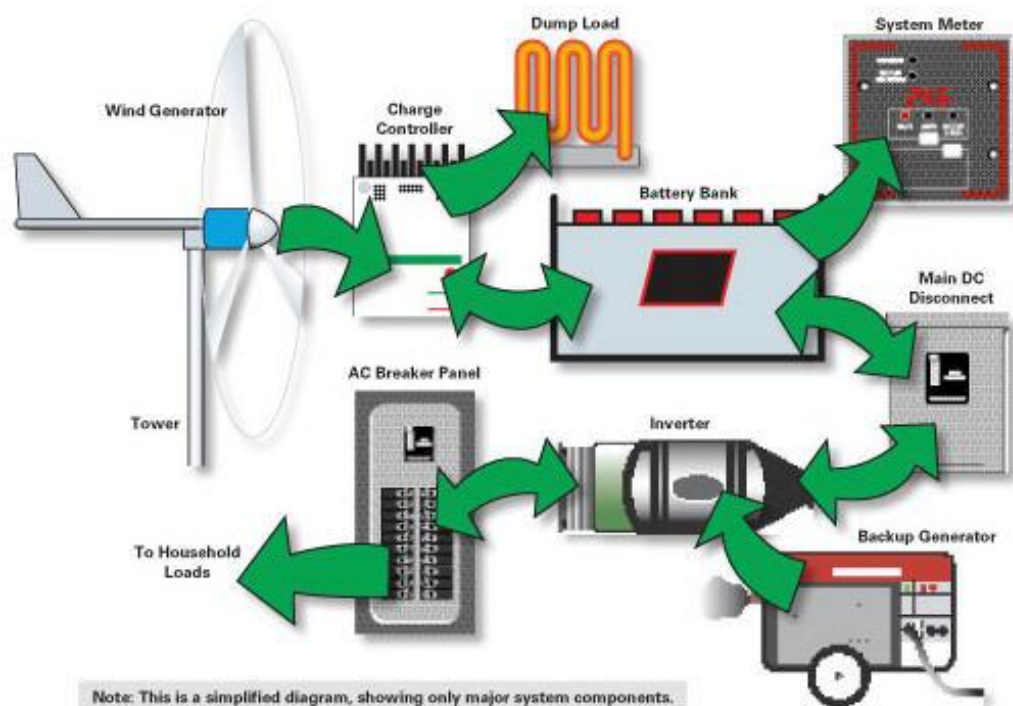 Dump Load
System Meter
Wind Generator
Charge
Controller
Battery Bank
Main DC
Disconnect
AC Breaker Panel
Tower
Inverter
To Household
Loads
Backup Generator
Note: This is a simplified diagram, showing only major system components.